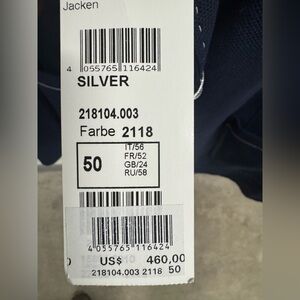 Jacken
4 055765 116424
SILVER
218104.003
Farbe 2118
50
IT/56
FR/52
GB/24
RU/58
4 055765 116424
US$ 460,00
218104.003 2118 50